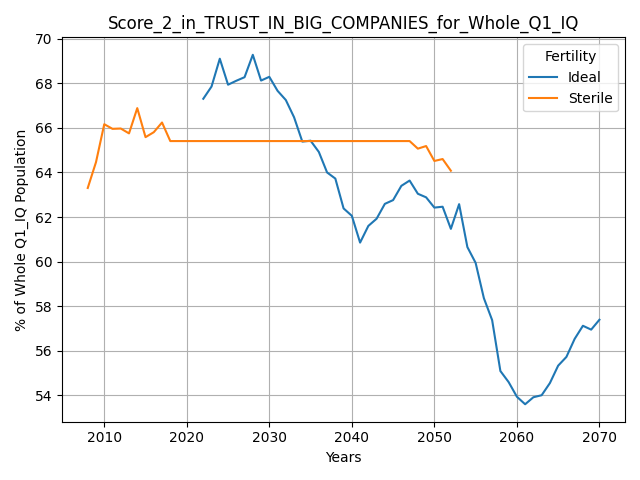 Score_2_in_TRUST_IN_BIG_COMPANIES_for_Whole_Q1_IQ
70
68
66
64
62
60
58
56
54
% of Whole Q1_IQ Population
Fertility
Ideal
Sterile
2010
2020
2030
2040
2050
2060
2070
Years